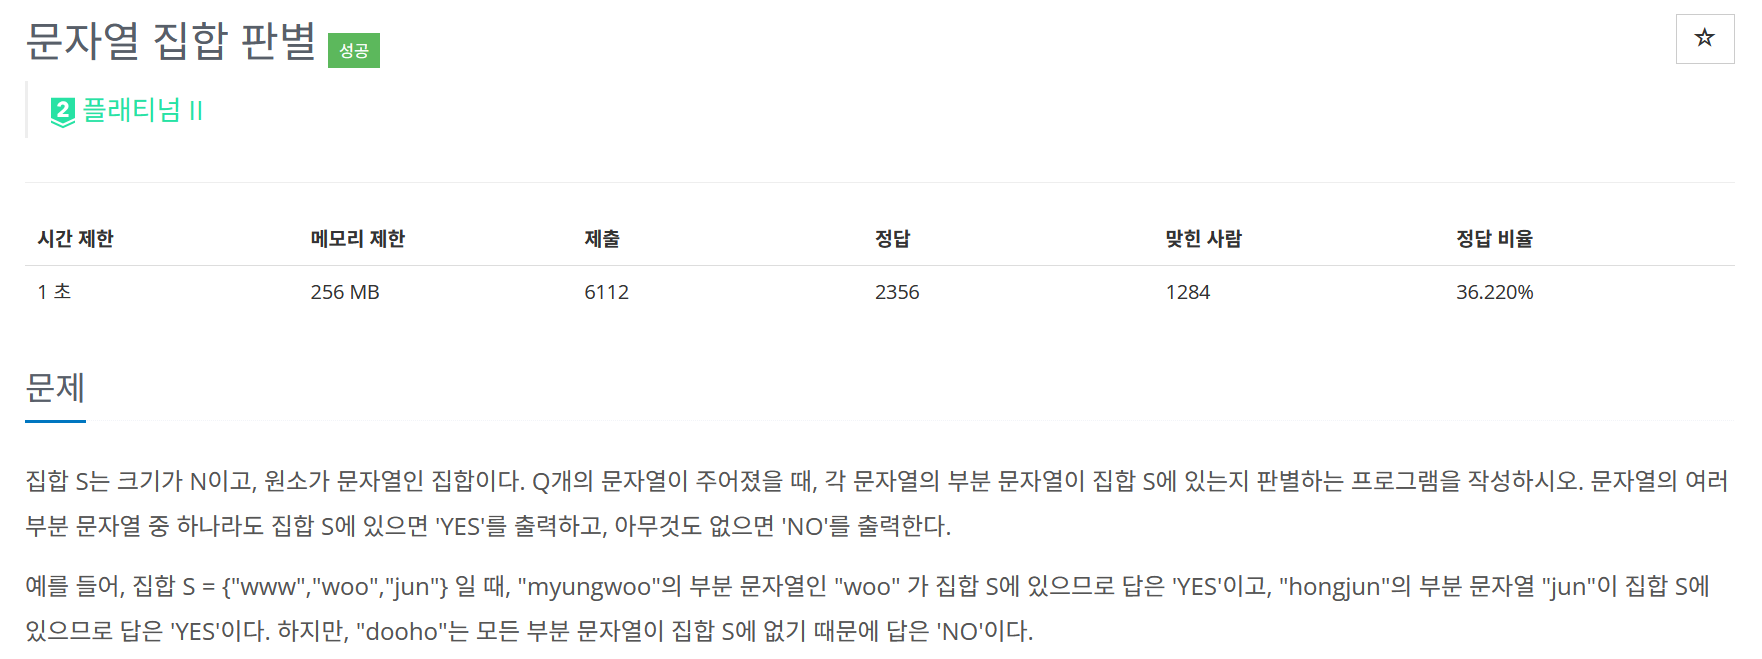 문자열 집합 판별 성공
2 플래티넘 II
시간 제한 메모리 제한 제출 정답 맞힌 사람 정답 비율
1 초 256 MB 6112 2356 1284 36.220%
문제
집합 S는 크기가 N이고, 원소가 문자열인 집합이다. Q개의 문자열이 주어졌을 때, 각 문자열의 부분 문자열이 집합 S에 있는지 판별하는 프로그램을 작성하시오. 문자열의 여러
부분 문자열 중 하나라도 집합 S에 있으면 'YES'를 출력하고, 아무것도 없으면 'NO'를 출력한다.
예를 들어, 집합 S = {"www","woo","jun"} 일 때, "myungwoo"의 부분 문자열인 "woo" 가 집합 S에 있으므로 답은 'YES'이고, "hongjun"의 부분 문자열 "jun"이 집합 S에
있으므로 답은 'YES'이다. 하지만, "dooho"는 모든 부분 문자열이 집합 S에 없기 때문에 답은 'NO'이다.